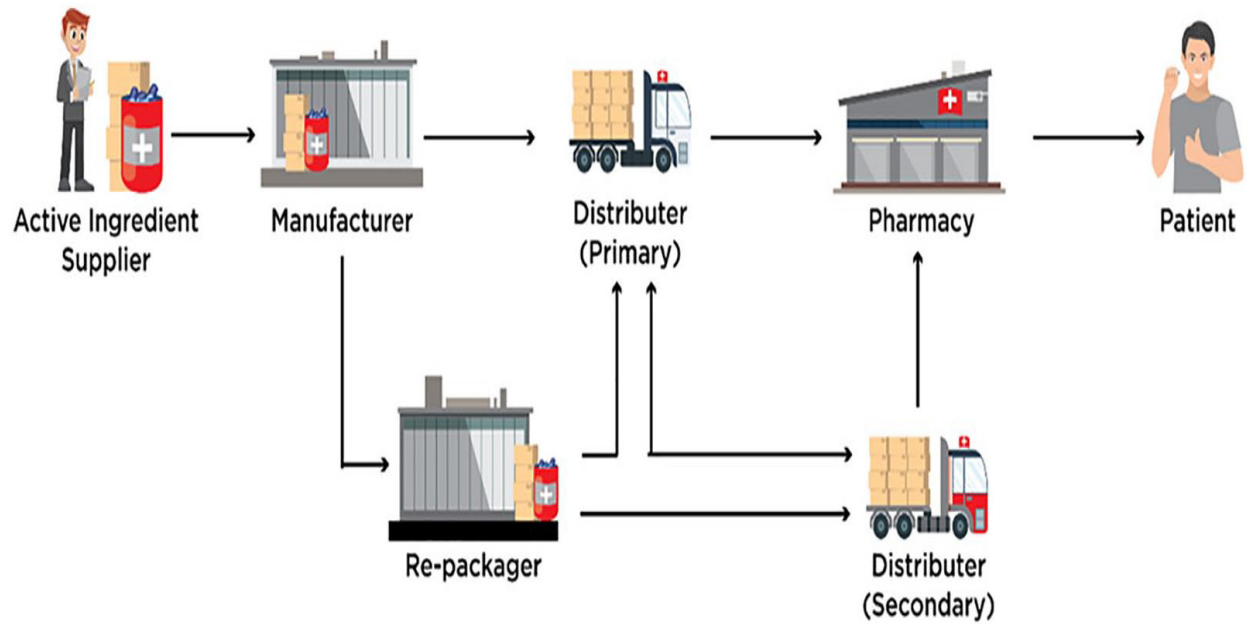 Active Ingredient
Supplier
Manufacturer
Distributer
(Primary)
Pharmacy
Patient
Re-packager
Distributer
(Secondary)